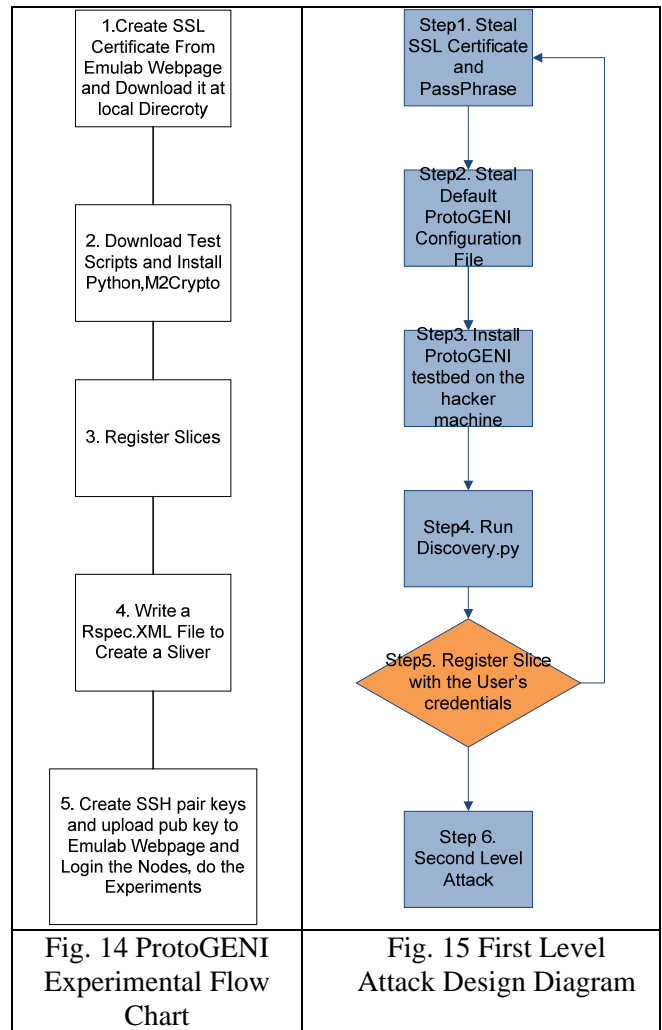 1.Create SSL
Certificate From
Emulab Webpage
and Download it at
local Direcroty
2. Download Test
Scripts and Install
Python,M2Crypto
3. Register Slices
4. Write a
Rspec.XML File to
Create a Sliver
5. Create SSH pair keys
and upload pub key to
Emulab Webpage and
Login the Nodes, do the
Experiments
Step1. Steal
SSL Certificate
and
PassPhrase
Step2. Steal
Default
ProtoGENI
Configuration
File
Step3. Install
ProtoGENI
testbed on the
hacker
machine
Step4. Run
Discovery.py
Step5. Register Slice
with the User’s
credentials
Step 6.
Second Level
Attack
Fig. 14 ProtoGENI
Experimental Flow
Chart
Fig. 15 First Level
Attack Design Diagram